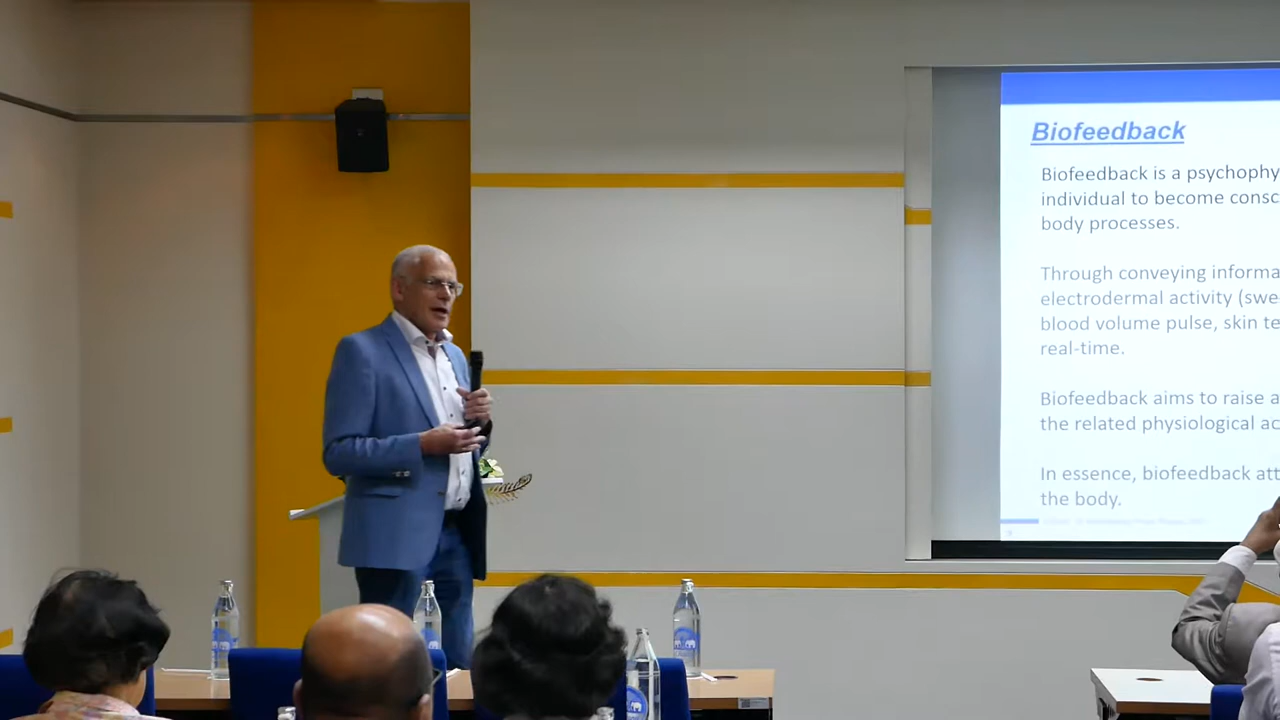 Biofeedback
Biofeedback is a psychophy
individual to become consc
body processes.
Through conveying informa
electrodermal activity (swe
blood volume pulse, skin te
real-time.
Biofeedback aims to raise a
the related physiological ac
In essence, biofeedback att
the body.